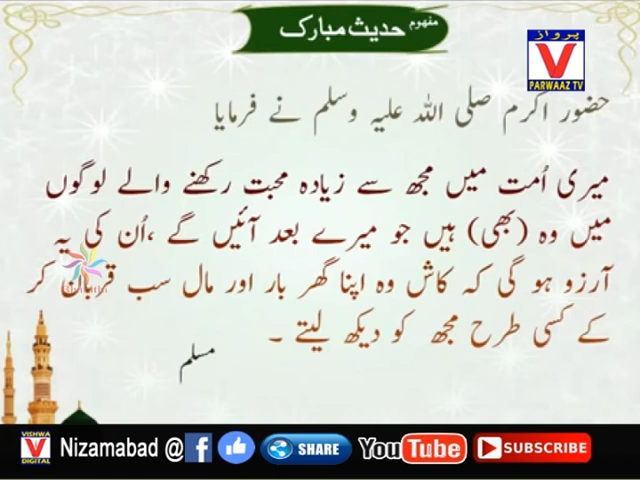 مفہوم حدیث مبارک
پرواز
V
PARWAAZ TV
حضور اکرم صلی اللہ علیہ وسلم نے فرمایا
میری اُمت میں مجھ سے زیادہ محبت رکھنے والے لوگوں
میں وہ (بھی) ہیں جو میرے بعد آئیں گے ،اُن کی یہ
آرزو ہو گی کہ کاش وہ اپنا گھر بار اور مال سب قربان کر
کے کسی طرح مجھ کو دیکھ لیتے ۔
مسلم
VISHWA
V
DIGITAL
Nizamabad @ f SHARE YouTube SUBSCRIBE